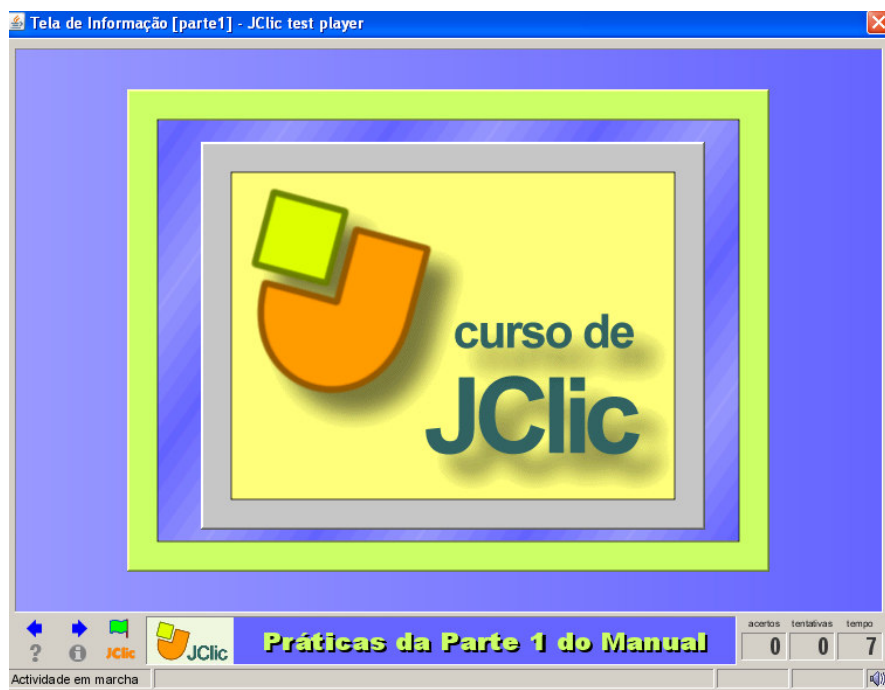 Tela de Informação [parte1] - JClic test player
curso de
JClic
JClic
JClic
Práticas da Parte 1 do Manual
acertos tentativas tempo
0 0 7
Actividade em marcha